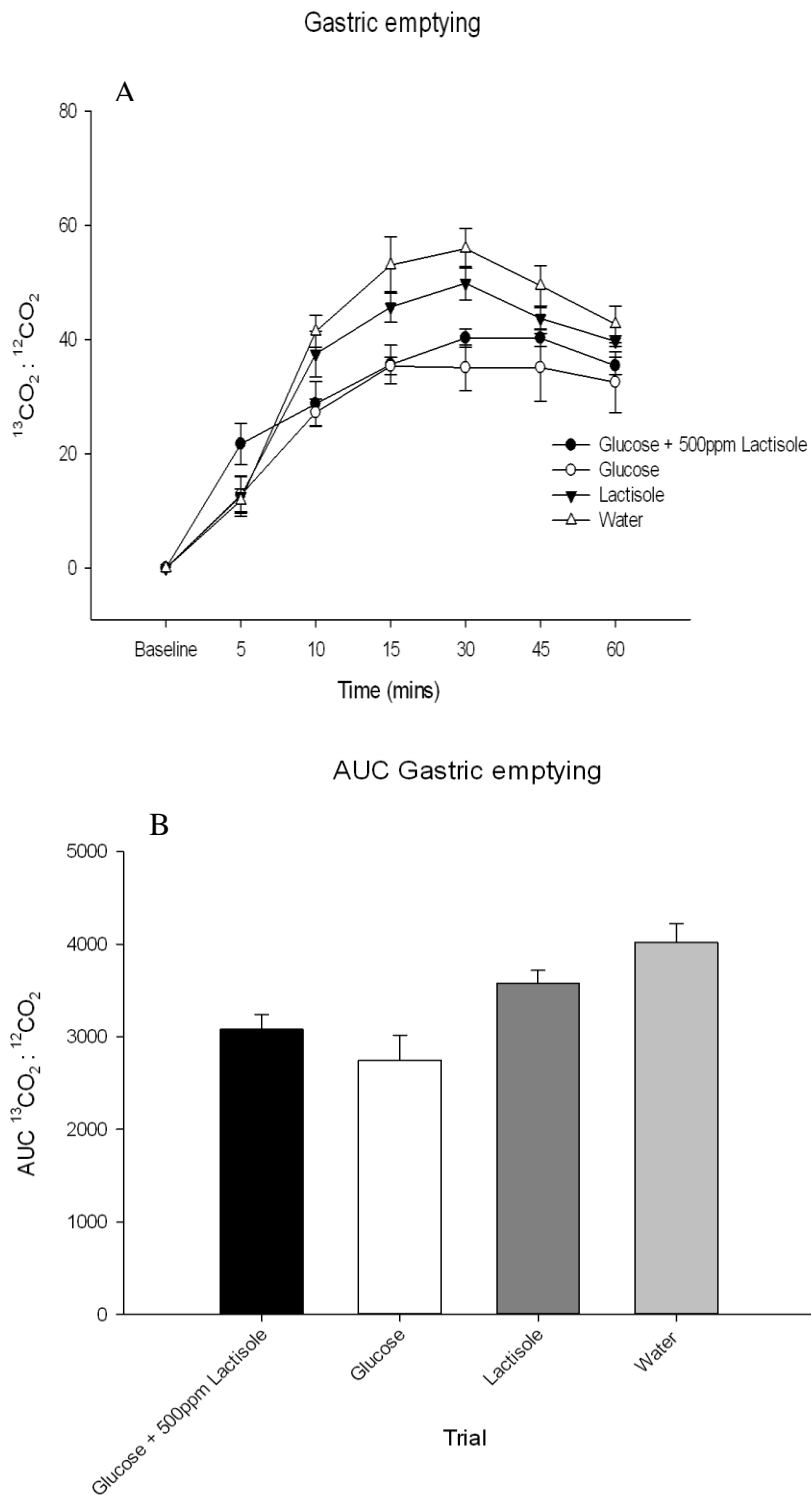 Gastric emptying
A
80
60
40
20
0
¹³CO₂ : ¹²CO₂
Glucose + 500ppm Lactisole
Glucose
Lactisole
Water
Baseline 5 10 15 30 45 60
Time (mins)
AUC Gastric emptying
B
5000
4000
3000
2000
1000
0
AUC ¹³CO₂ : ¹²CO₂
Glucose + 500ppm Lactisole
Glucose
Lactisole
Water
Trial